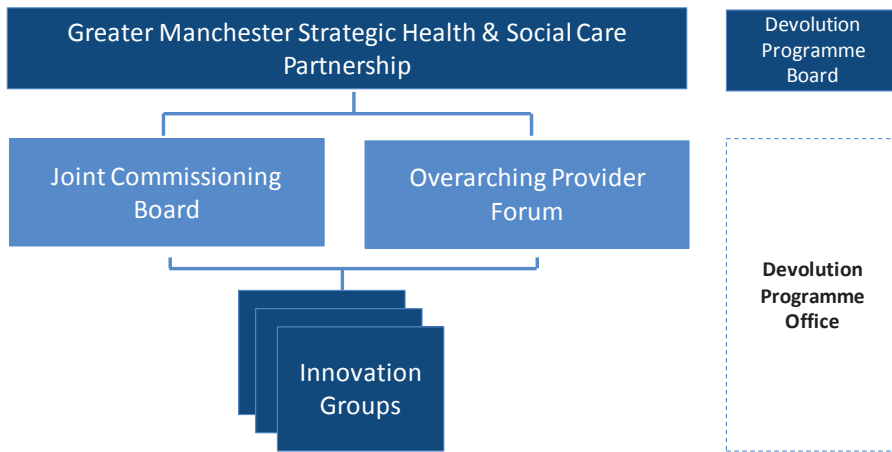 Greater Manchester Strategic Health & Social Care
Partnership
Devolution
Programme
Board
Joint Commissioning
Board
Overarching Provider
Forum
Devolution
Programme
Office
Innovation
Groups